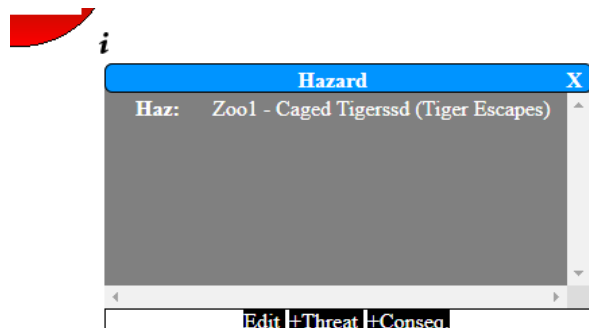 i
Hazard X
Haz: Zoo1 - Caged Tigerssd (Tiger Escapes)
Edit +Threat +Conseq